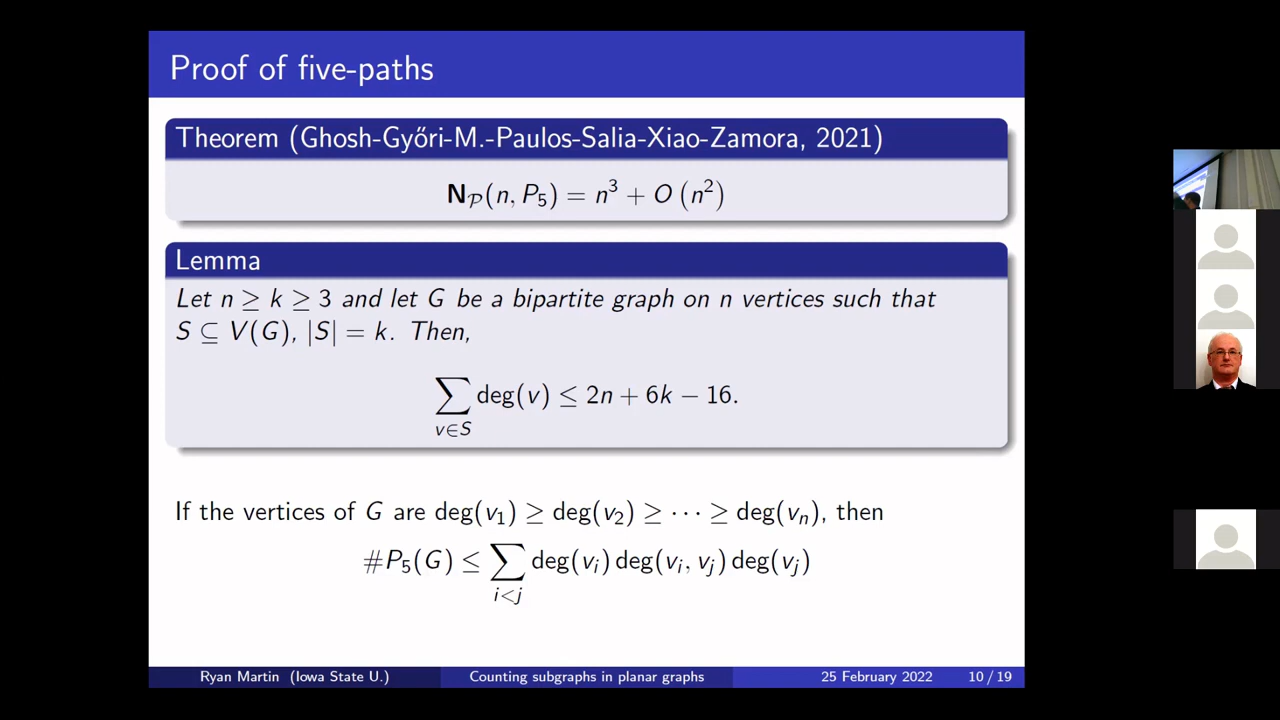 Proof of five-paths
Theorem (Ghosh-Győri-M.-Paulos-Salia-Xiao-Zamora, 2021)
N_𝒫(n, P₅) = n³ + O(n²)
Lemma
Let n ≥ k ≥ 3 and let G be a bipartite graph on n vertices such that
S ⊆ V(G), |S| = k. Then,
∑_{v∈S} deg(v) ≤ 2n + 6k − 16.
If the vertices of G are deg(v₁) ≥ deg(v₂) ≥ ⋯ ≥ deg(vₙ), then
#P₅(G) ≤ ∑_{i<j} deg(vᵢ) deg(vᵢ, vⱼ) deg(vⱼ)
Ryan Martin (Iowa State U.) Counting subgraphs in planar graphs 25 February 2022 10 / 19